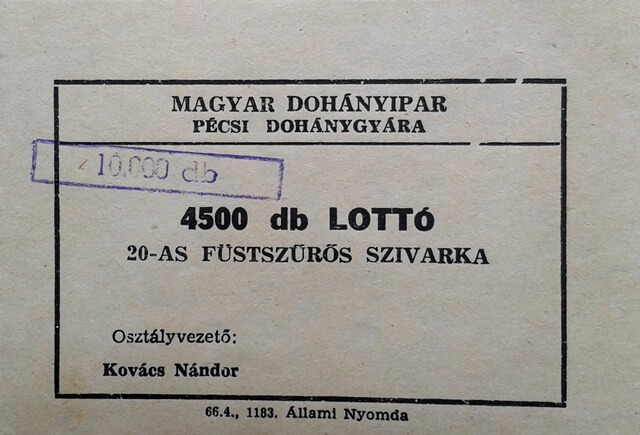 MAGYAR DOHÁNYIPAR
PÉCSI DOHÁNYGYÁRA
10.000 db
4500 db LOTTÓ
20-AS FÜSTSZŰRŐS SZIVARKA
Osztályvezető:
Kovács Nándor
66.4., 1183. Állami Nyomda